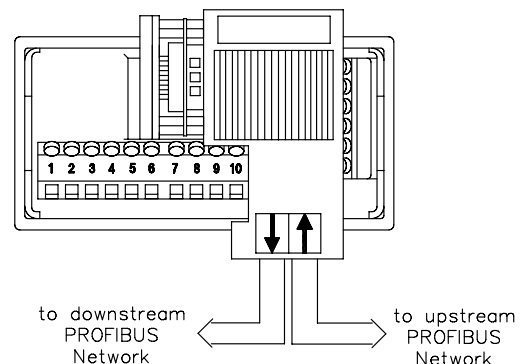 1 2 3 4 5 6 7 8 9 10
to downstream
PROFIBUS
Network
to upstream
PROFIBUS
Network